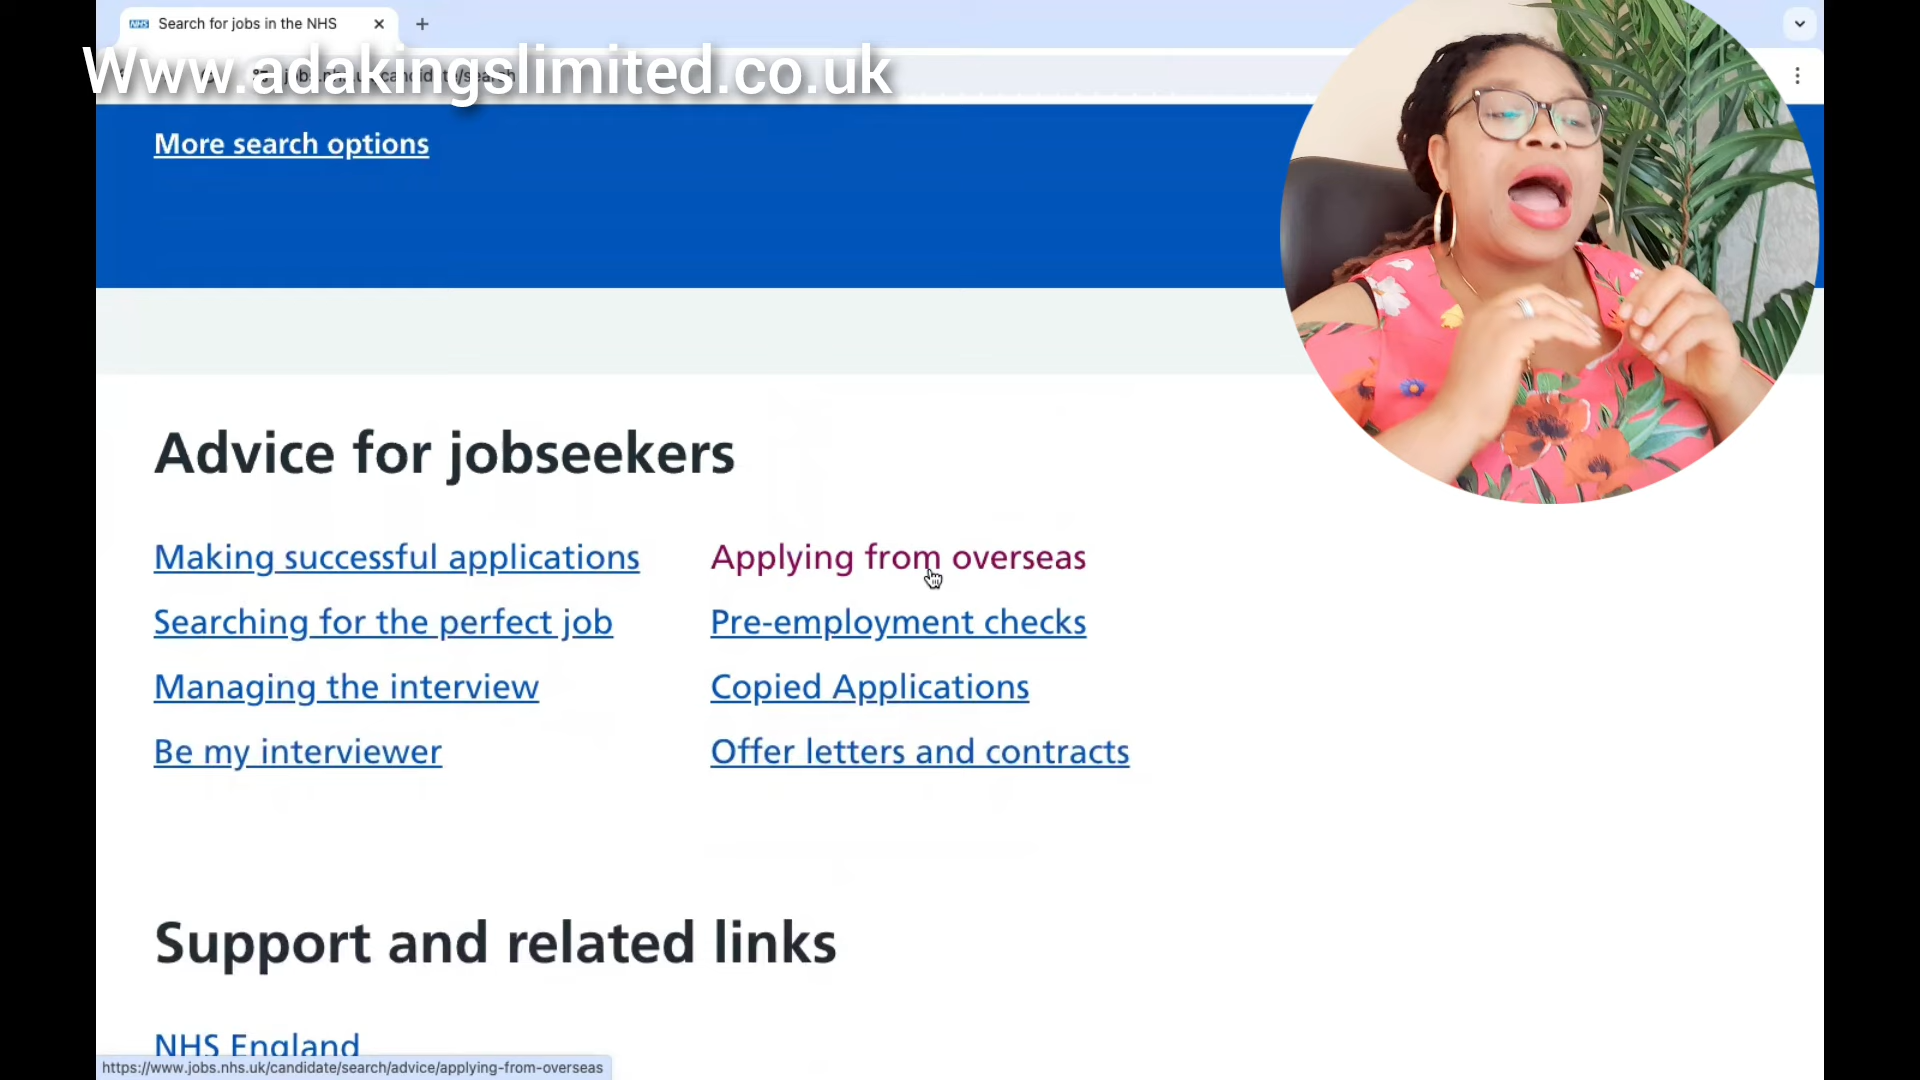 NHS Search for jobs in the NHS
Www.adakingslimited.co.uk
More search options
Advice for jobseekers
Making successful applications
Applying from overseas
Searching for the perfect job
Pre-employment checks
Managing the interview
Copied Applications
Be my interviewer
Offer letters and contracts
Support and related links
NHS England
https://www.jobs.nhs.uk/candidate/search/advice/applying-from-overseas